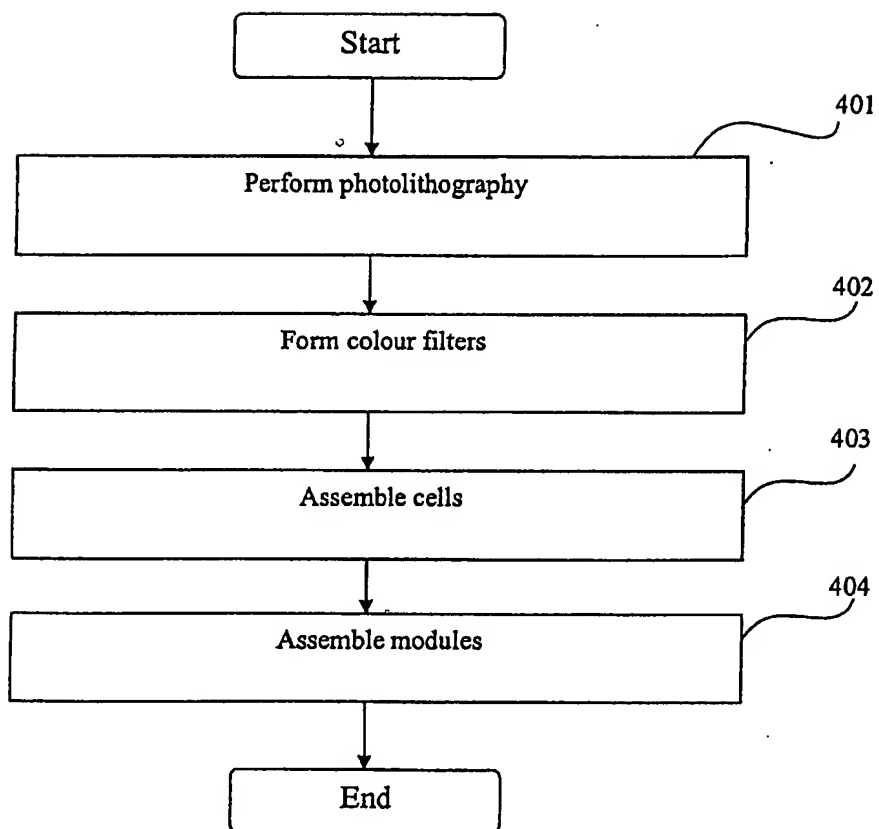 Start
401
Perform photolithography
402
Form colour filters
403
Assemble cells
404
Assemble modules
End